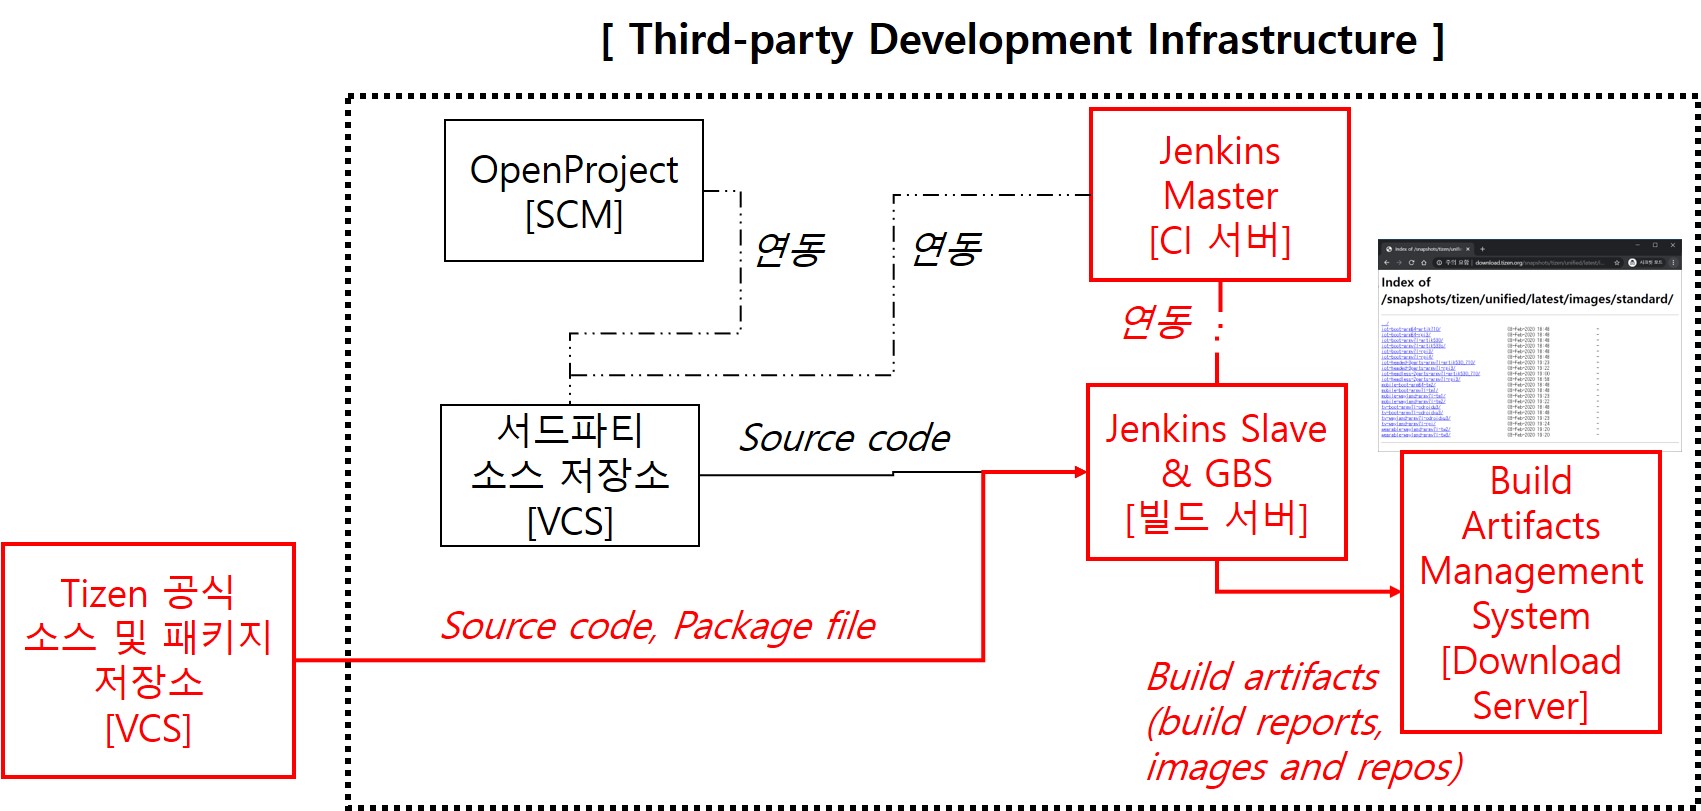 [ Third-party Development Infrastructure ]
OpenProject
[SCM]
연동
연동
Jenkins
Master
[CI 서버]
연동
Index of
/snapshots/tizen/unified/latest/images/standard/
서드파티
소스 저장소
[VCS]
Source code
Jenkins Slave
& GBS
[빌드 서버]
Build
Artifacts
Management
System
[Download
Server]
Tizen 공식
소스 및 패키지
저장소
[VCS]
Source code, Package file
Build artifacts
(build reports,
images and repos)